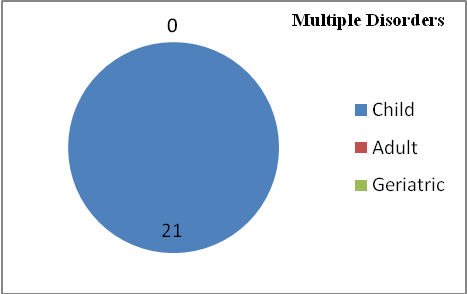 Multiple Disorders
0
21
Child
Adult
Geriatric